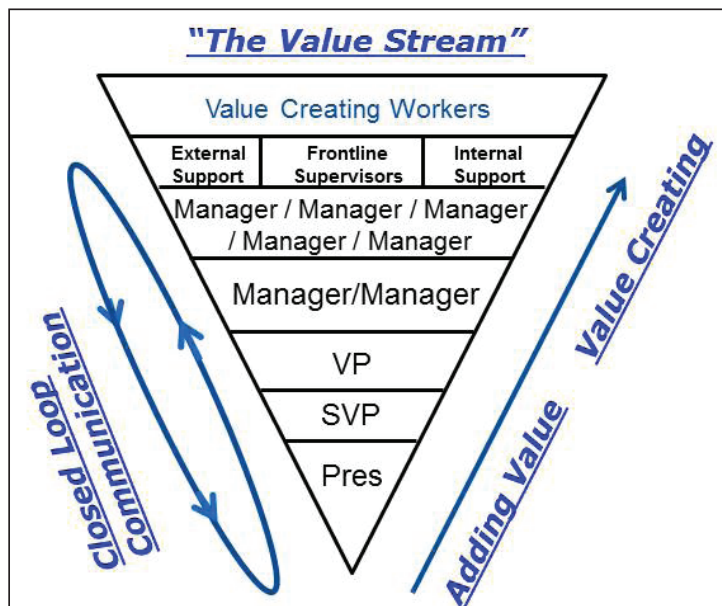 “The Value Stream”
Value Creating Workers
External
Support
Frontline
Supervisors
Internal
Support
Manager / Manager / Manager
/ Manager / Manager
Manager/Manager
VP
SVP
Pres
Closed Loop
Communication
Adding Value
Value Creating